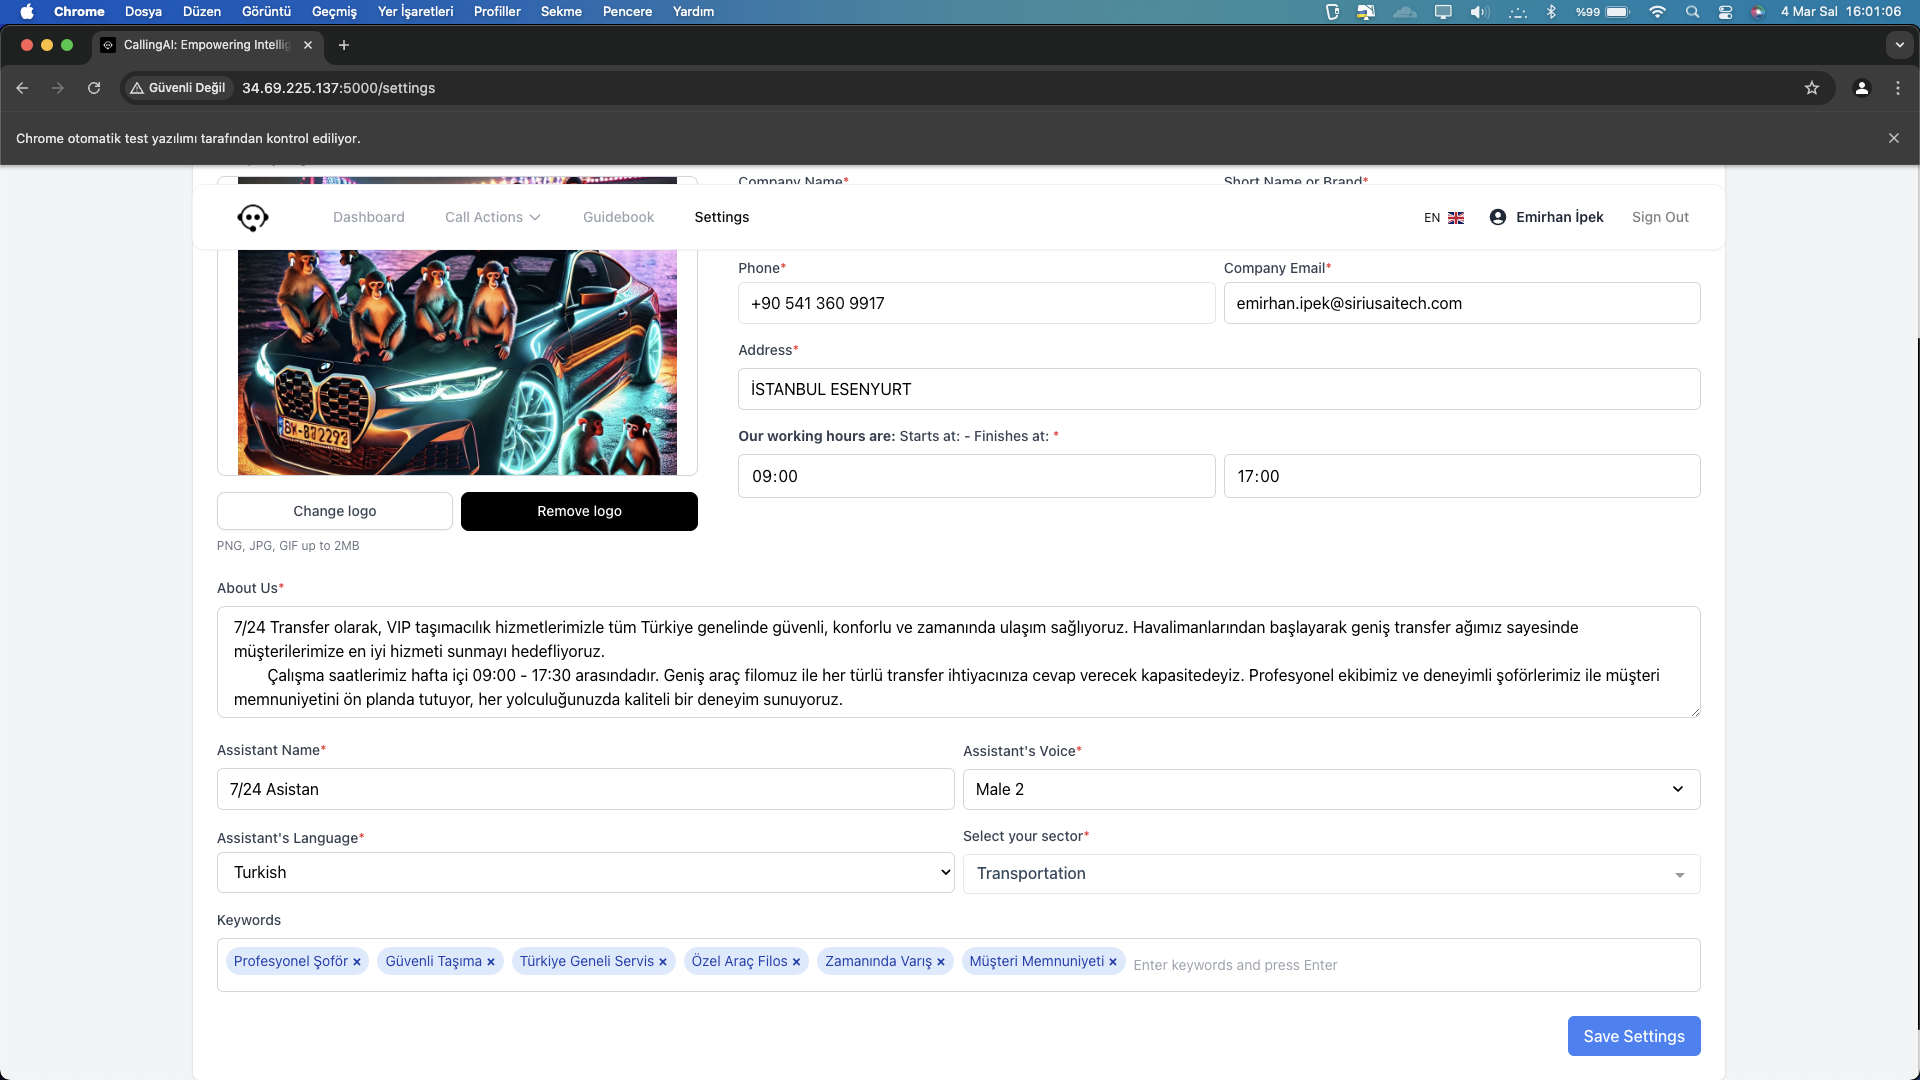 Chrome Dosya Düzen Görüntü Geçmiş Yer İşaretleri Profiller Sekme Pencere Yardım %99 4 Mar Sal 16:01:06
CallingAI: Empowering Intellig
Güvenli Değil 34.69.225.137:5000/settings
Chrome otomatik test yazılımı tarafından kontrol ediliyor.
Company Name* Short Name or Brand*
Dashboard Call Actions Guidebook Settings EN Emirhan İpek Sign Out
Phone* Company Email*
+90 541 360 9917 emirhan.ipek@siriusaitech.com
Address*
İSTANBUL ESENYURT
Our working hours are: Starts at: - Finishes at: *
09:00 17:00
Change logo Remove logo
PNG, JPG, GIF up to 2MB
About Us*
7/24 Transfer olarak, VIP taşımacılık hizmetlerimizle tüm Türkiye genelinde güvenli, konforlu ve zamanında ulaşım sağlıyoruz. Havalimanlarından başlayarak geniş transfer ağımız sayesinde
müşterilerimize en iyi hizmeti sunmayı hedefliyoruz.
Çalışma saatlerimiz hafta içi 09:00 - 17:30 arasındadır. Geniş araç filomuz ile her türlü transfer ihtiyacınıza cevap verecek kapasitedeyiz. Profesyonel ekibimiz ve deneyimli şoförlerimiz ile müşteri
memnuniyetini ön planda tutuyor, her yolculuğunuzda kaliteli bir deneyim sunuyoruz.
Assistant Name* Assistant's Voice*
7/24 Asistan Male 2
Assistant's Language* Select your sector*
Turkish Transportation
Keywords
Profesyonel Şoför × Güvenli Taşıma × Türkiye Geneli Servis × Özel Araç Filos × Zamanında Varış × Müşteri Memnuniyeti × Enter keywords and press Enter
Save Settings